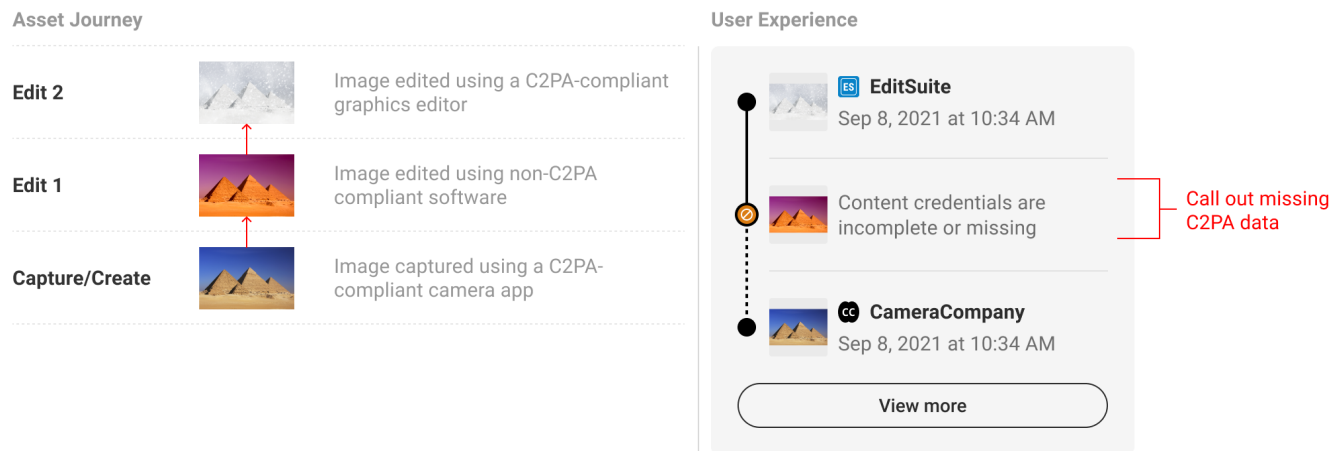 Asset Journey
Edit 2
Image edited using a C2PA-compliant
graphics editor
Edit 1
Image edited using non-C2PA
compliant software
Capture/Create
Image captured using a C2PA-
compliant camera app
User Experience
ES EditSuite
Sep 8, 2021 at 10:34 AM
Content credentials are
incomplete or missing
CC CameraCompany
Sep 8, 2021 at 10:34 AM
View more
Call out missing
C2PA data